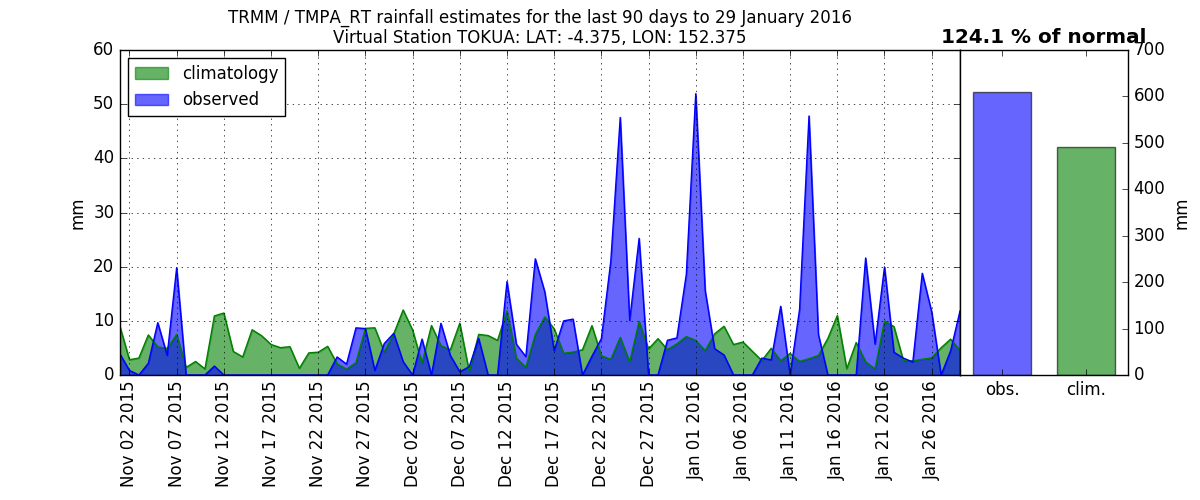 TRMM / TMPA_RT rainfall estimates for the last 90 days to 29 January 2016
Virtual Station TOKUA: LAT: -4.375, LON: 152.375
124.1 % of normal
climatology
observed
mm
60
50
40
30
20
10
0
Nov 02 2015
Nov 07 2015
Nov 12 2015
Nov 17 2015
Nov 22 2015
Nov 27 2015
Dec 02 2015
Dec 07 2015
Dec 12 2015
Dec 17 2015
Dec 22 2015
Dec 27 2015
Jan 01 2016
Jan 06 2016
Jan 11 2016
Jan 16 2016
Jan 21 2016
Jan 26 2016
700
600
500
400
300
200
100
0
mm
obs.
clim.